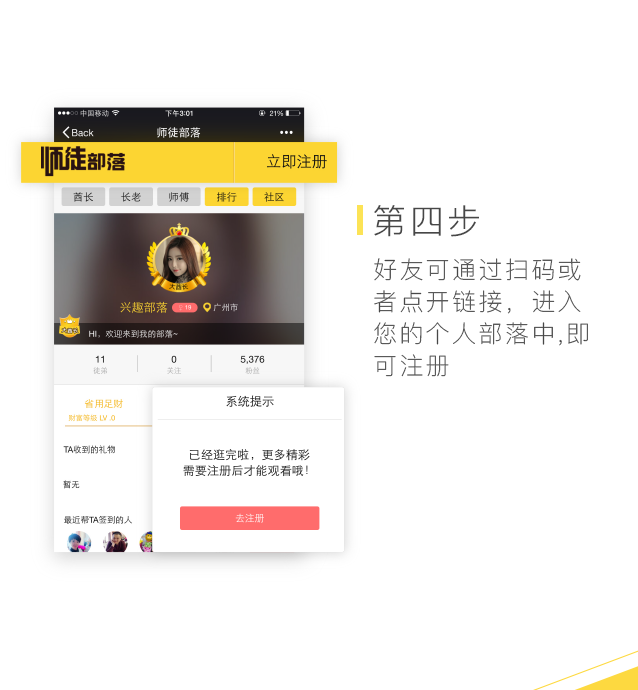 中国移动
下午3:01
21%
Back
师徒部落
师徒部落
立即注册
酋长
长老
师傅
排行
社区
大酋长
兴趣部落
19
广州市
大酋长
HI，欢迎来到我的部落~
11
0
5,376
徒弟
关注
粉丝
省用足财
财富等级 LV .0
TA收到的礼物
暂无
最近帮TA签到的人
系统提示
已经逛完啦，更多精彩
需要注册后才能观看哦！
去注册
第四步
好友可通过扫码或
者点开链接，进入
您的个人部落中,即
可注册